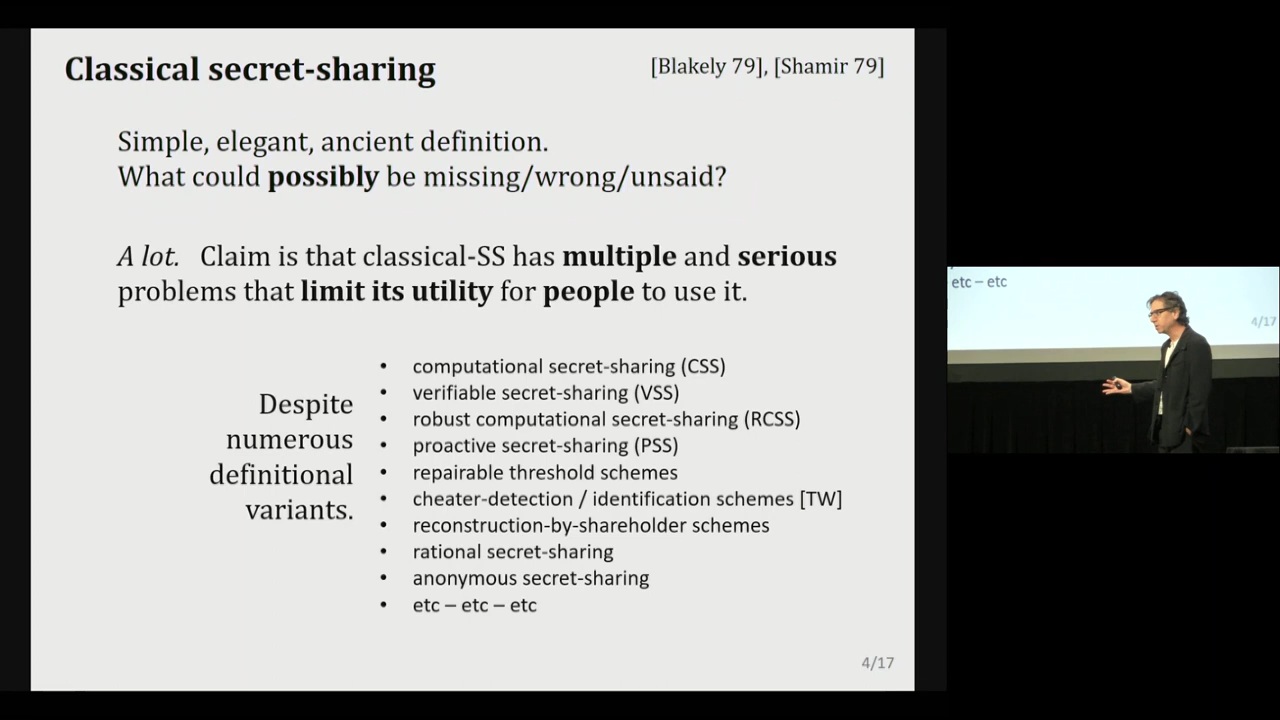 Classical secret-sharing
[Blakely 79], [Shamir 79]
Simple, elegant, ancient definition.
What could possibly be missing/wrong/unsaid?
A lot. Claim is that classical-SS has multiple and serious
problems that limit its utility for people to use it.
Despite
numerous
definitional
variants.
• computational secret-sharing (CSS)
• verifiable secret-sharing (VSS)
• robust computational secret-sharing (RCSS)
• proactive secret-sharing (PSS)
• repairable threshold schemes
• cheater-detection / identification schemes [TW]
• reconstruction-by-shareholder schemes
• rational secret-sharing
• anonymous secret-sharing
• etc – etc – etc
4/17
etc – etc
4/17